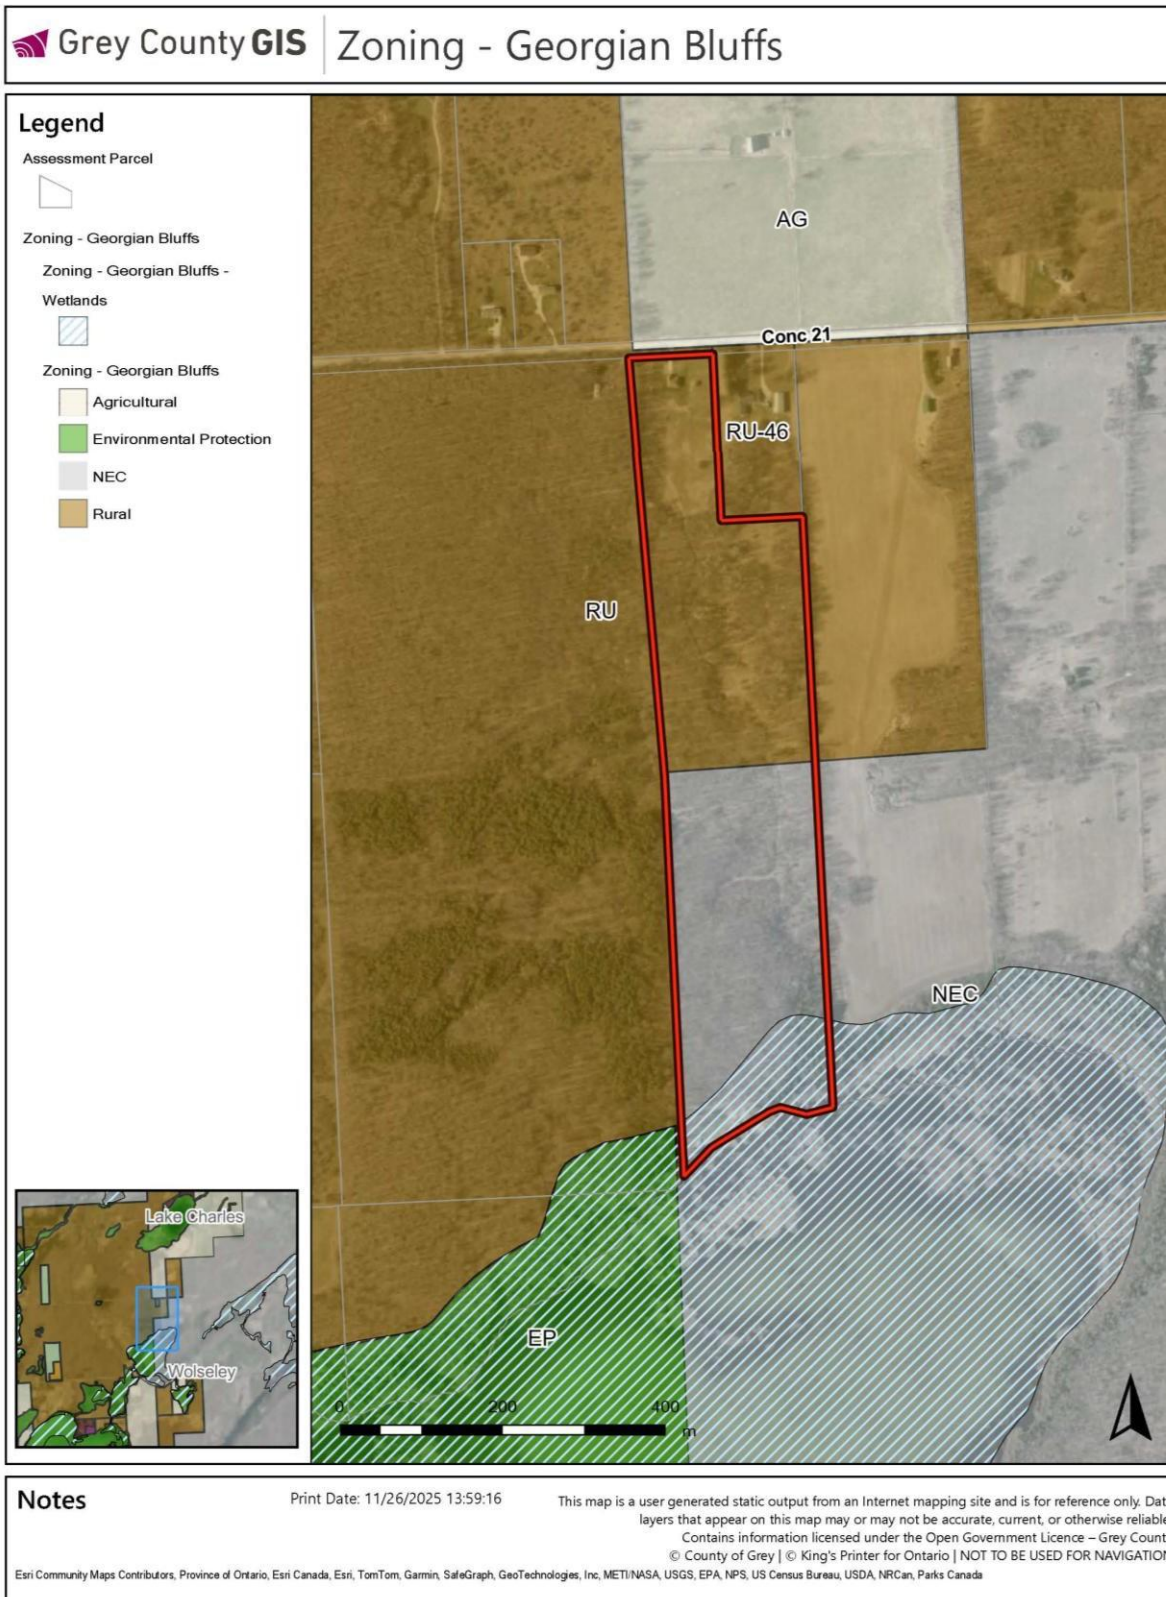 Grey County GIS
Zoning - Georgian Bluffs
Legend
Assessment Parcel
Zoning - Georgian Bluffs
Zoning - Georgian Bluffs -
Wetlands
Zoning - Georgian Bluffs
Agricultural
Environmental Protection
NEC
Rural
AG
Conc 21
RU-46
RU
NEC
EP
0 200 400
m
Lake Charles
Wolseley
Notes
Print Date: 11/26/2025 13:59:16
This map is a user generated static output from an Internet mapping site and is for reference only. Dat
layers that appear on this map may or may not be accurate, current, or otherwise reliable
Contains information licensed under the Open Government Licence – Grey Count
© County of Grey | © King's Printer for Ontario | NOT TO BE USED FOR NAVIGATION
Esri Community Maps Contributors, Province of Ontario, Esri Canada, Esri, TomTom, Garmin, SafeGraph, GeoTechnologies, Inc, METI/NASA, USGS, EPA, NPS, US Census Bureau, USDA, NRCan, Parks Canada